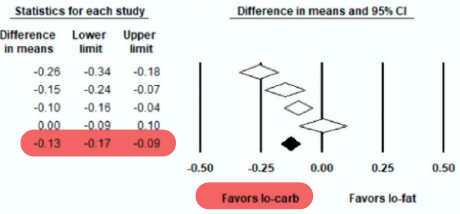 Statistics for each study
Difference in means and 95% CI
Difference in means Lower limit Upper limit
-0.26 -0.34 -0.18
-0.15 -0.24 -0.07
-0.10 -0.16 -0.04
0.00 -0.09 0.10
-0.13 -0.17 -0.09
-0.50 -0.25 0.00 0.25 0.50
Favors lo-carb Favors lo-fat